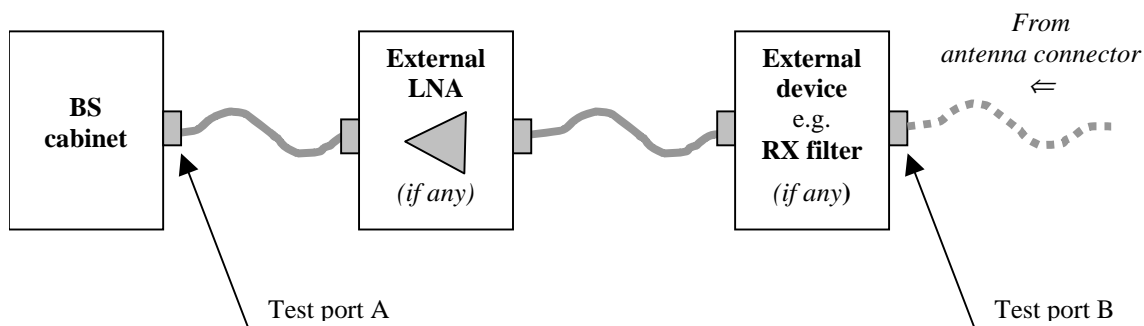 BS
cabinet
External
LNA
(if any)
External
device
e.g.
RX filter
(if any)
From
antenna connector
⇐
Test port A
Test port B